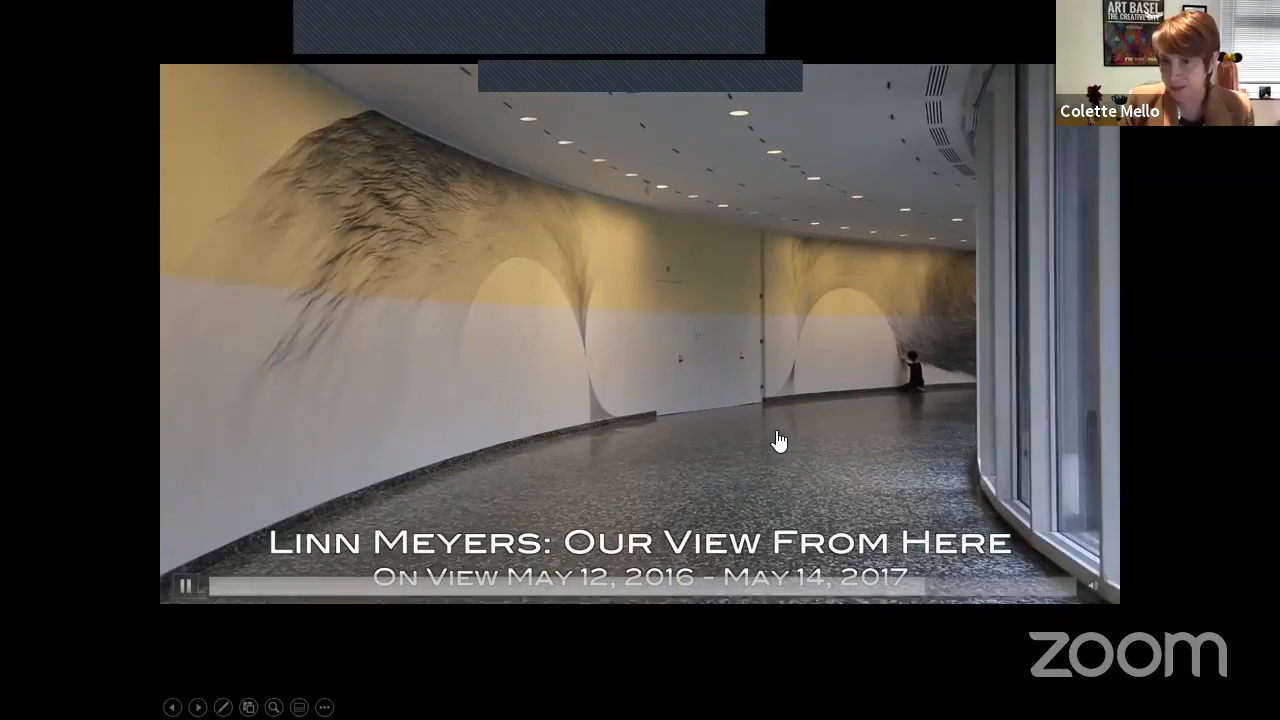 ART BASEL
THE CREATIVE CITY
Colette Mello
LINN MEYERS: OUR VIEW FROM HERE
ON VIEW MAY 12, 2016 – MAY 14, 2017
zoom